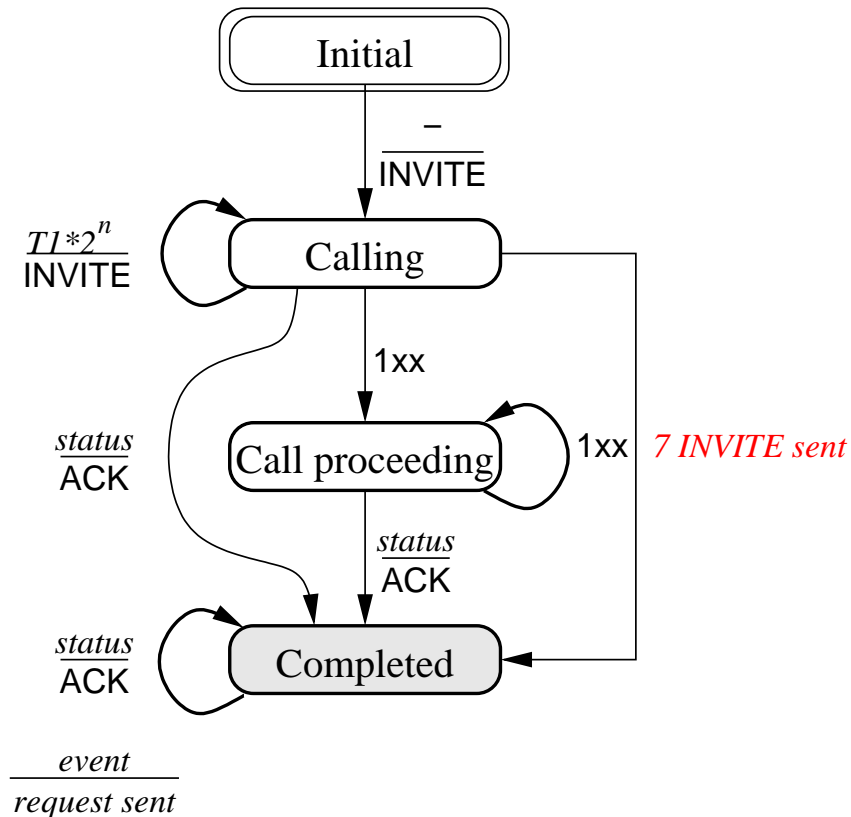 Initial
–
INVITE
T1*2^n
INVITE
Calling
1xx
status
ACK
Call proceeding
1xx
7 INVITE sent
status
ACK
status
ACK
Completed
event
request sent